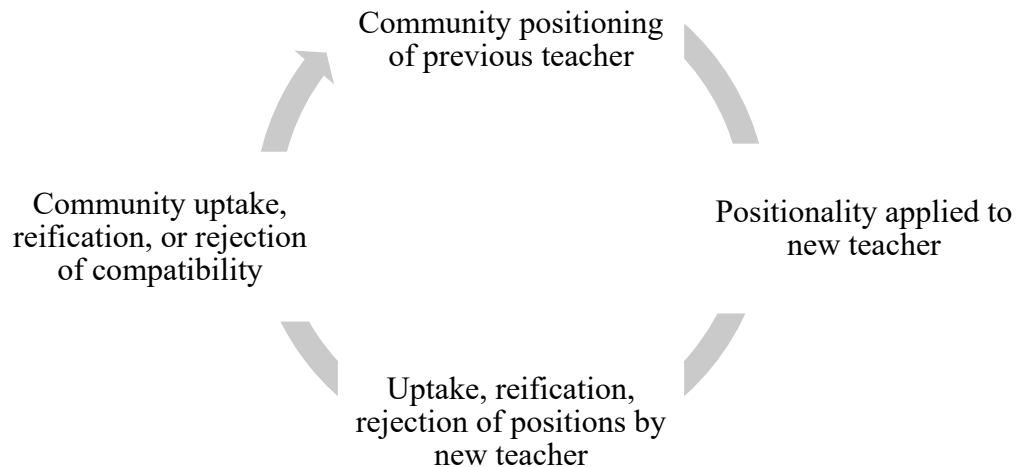 Community positioning
of previous teacher
Positionality applied to
new teacher
Uptake, reification,
rejection of positions by
new teacher
Community uptake,
reification, or rejection
of compatibility